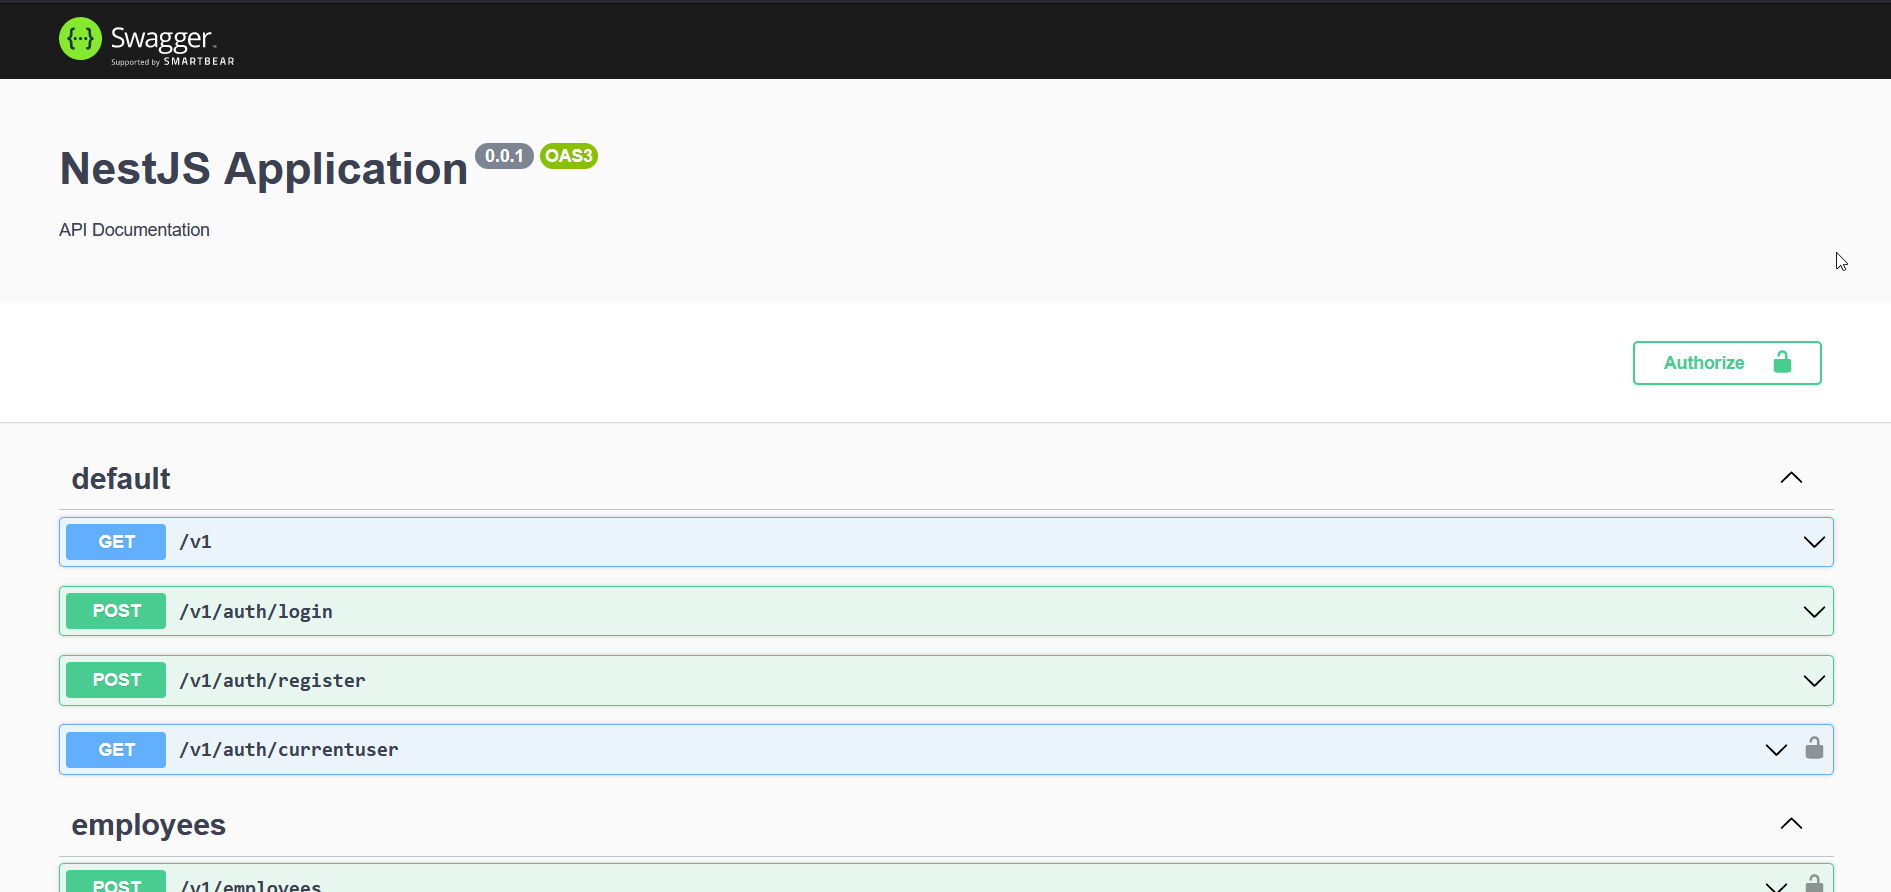 {···} Swagger™
Supported by SMARTBEAR
NestJS Application 0.0.1 OAS3
API Documentation
Authorize
default
GET /v1
POST /v1/auth/login
POST /v1/auth/register
GET /v1/auth/currentuser
employees
POST /v1/employees